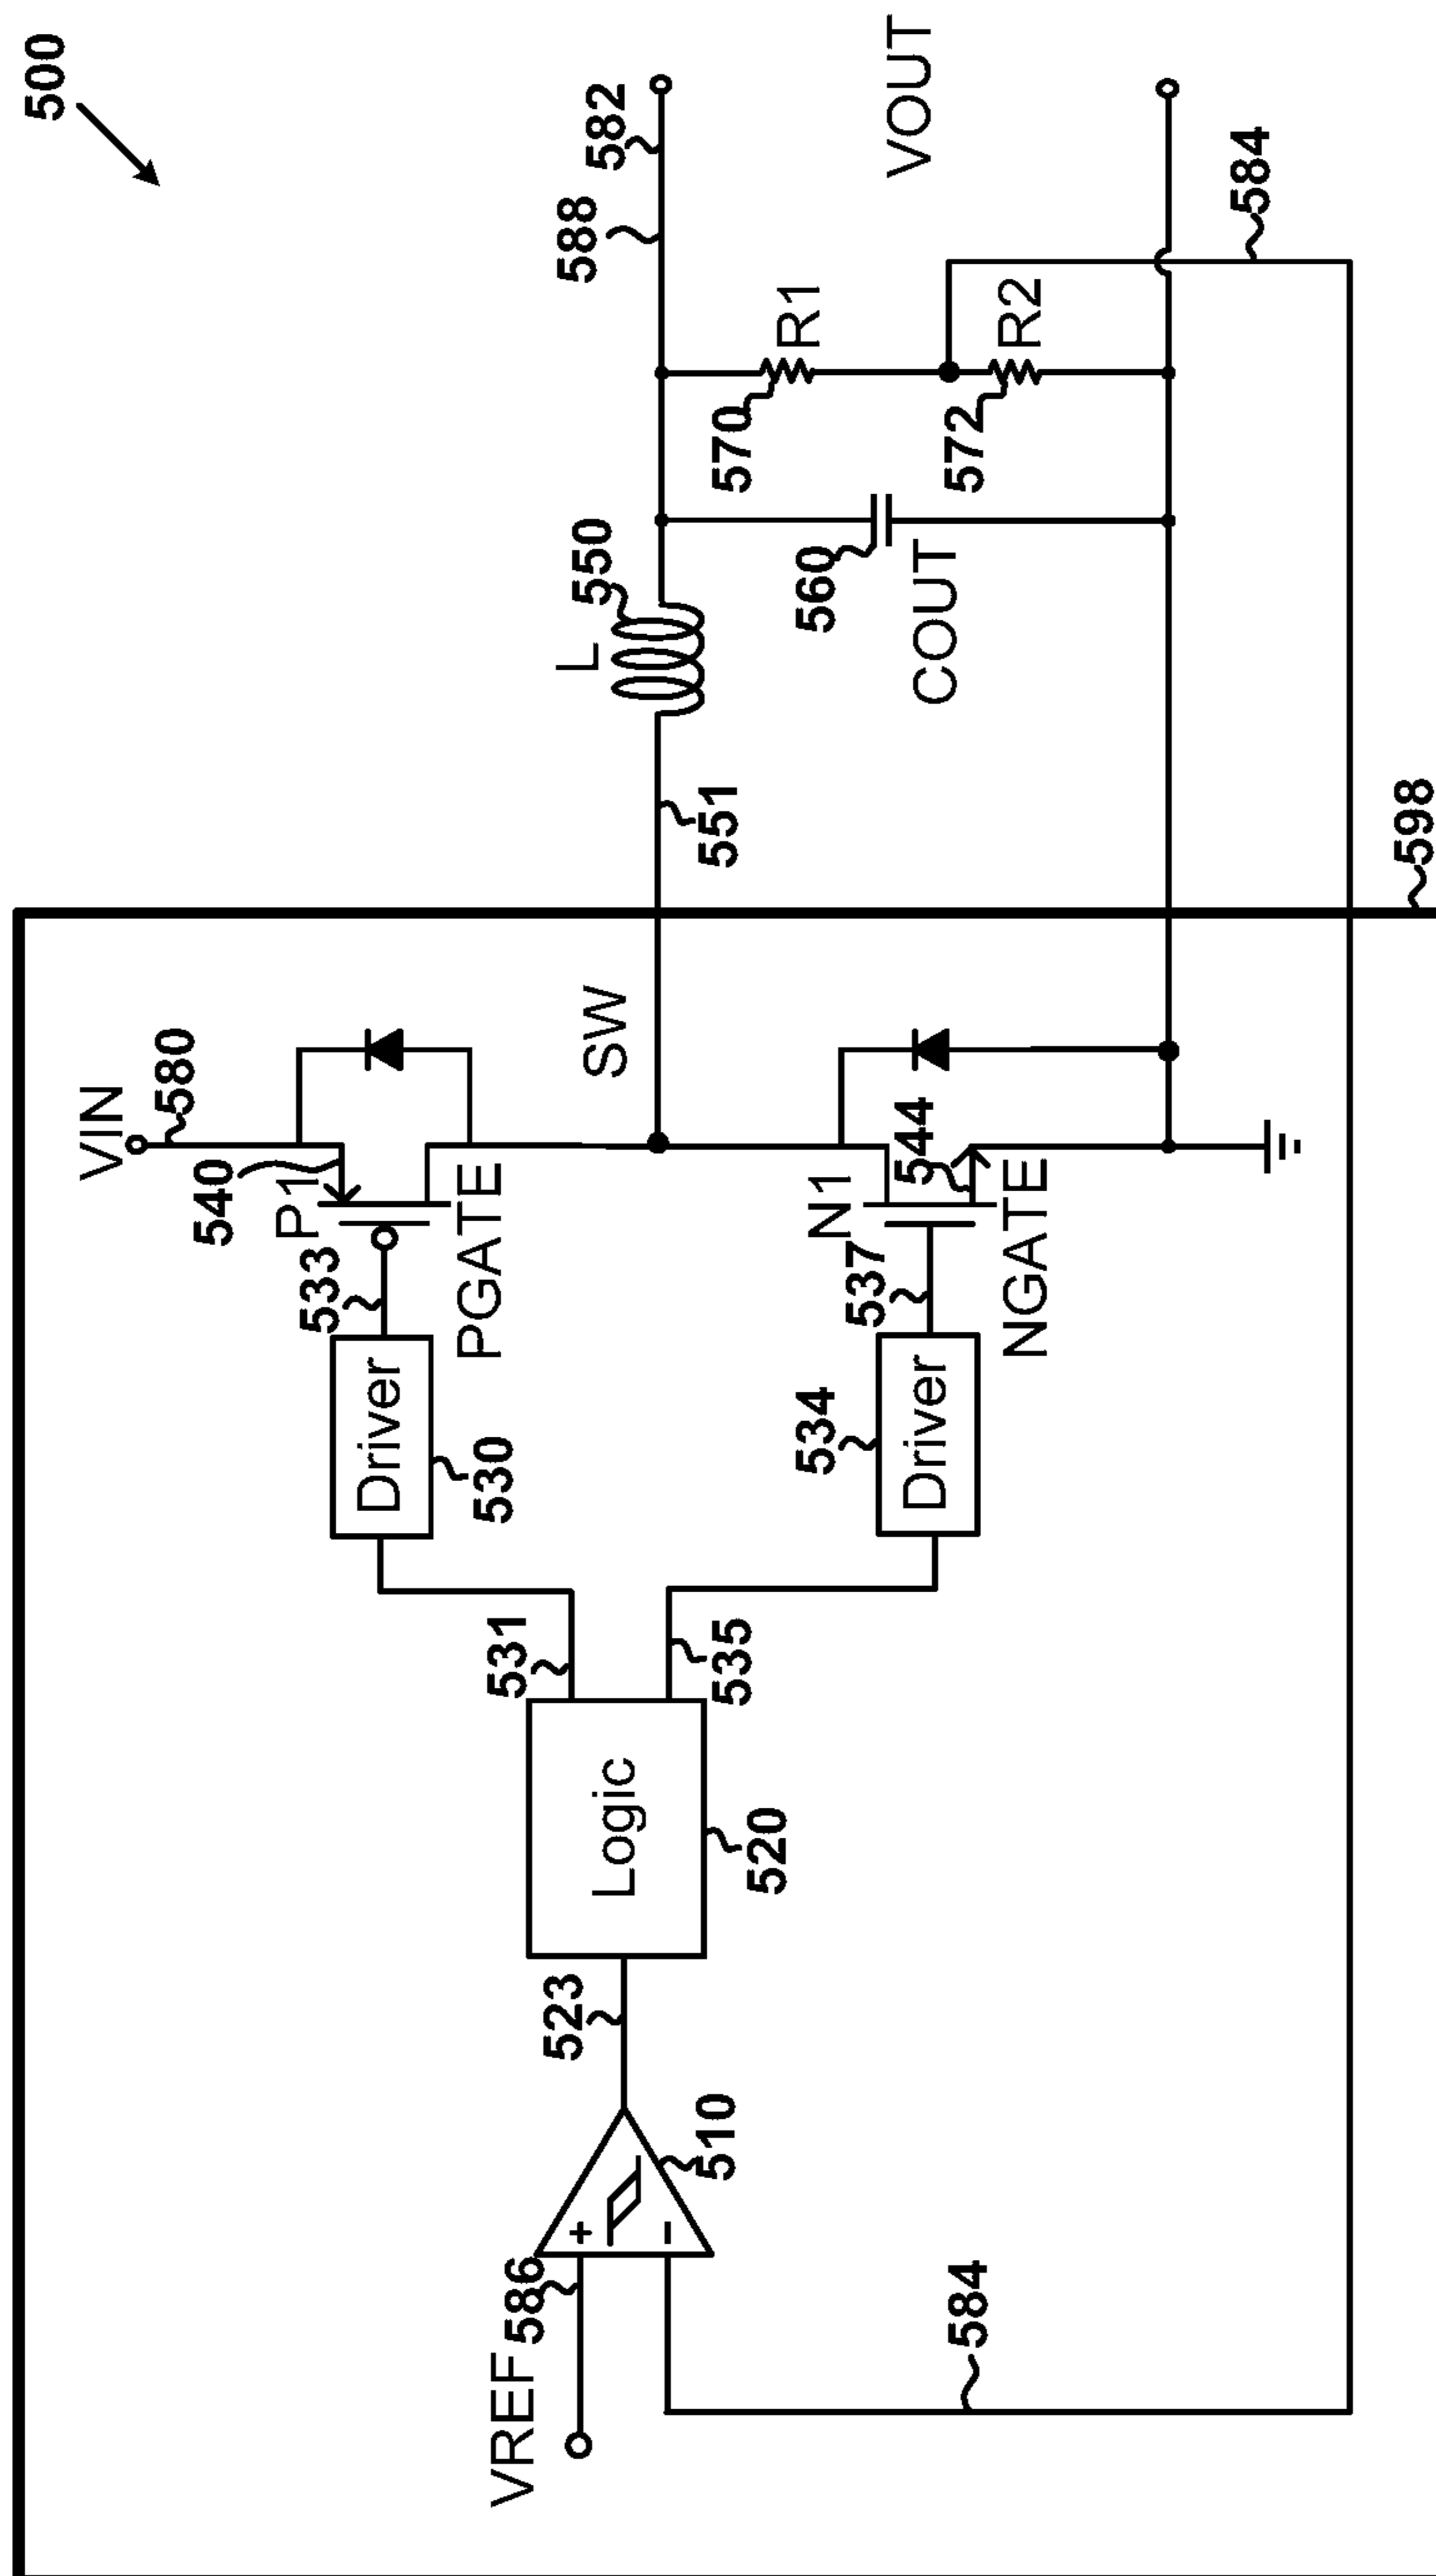 500
VIN
580
540
P1
533
PGATE
Driver
530
531
SW
551
L
550
588
582
VOUT
570
R1
572
R2
560
COUT
584
VREF
586
510
523
Logic
520
535
Driver
534
537
N1
544
NGATE
584
598
+
-